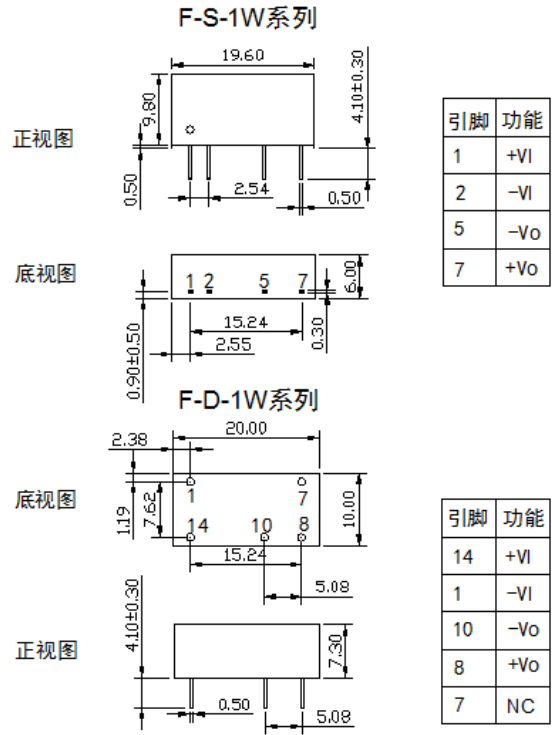 F-S-1W系列
19.60
9.80
4.10±0.30
正视图
0.50
2.54
0.50
引脚 功能
1 +VI
2 −VI
5 −Vo
7 +Vo
底视图
1 2 5 7
6.00
15.24
2.55
0.30
0.90±0.50
F-D-1W系列
20.00
2.38
底视图
1 7
1.19
7.62
10.00
14 10 8
15.24
5.08
引脚 功能
14 +VI
1 −VI
10 −Vo
8 +Vo
7 NC
4.10±0.30
正视图
7.30
0.50
5.08